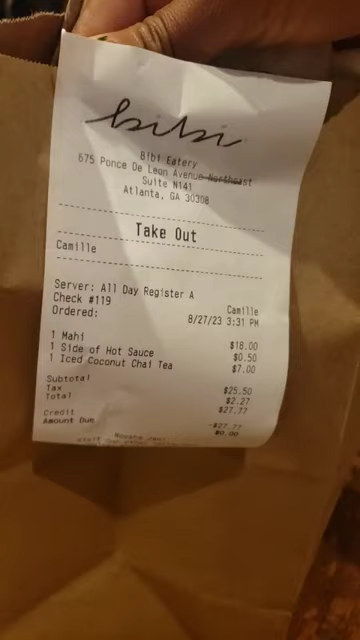 bibi
Bibi Eatery
675 Ponce De Leon Avenue Northeast
Suite N141
Atlanta, GA 30308
Take Out
Camille
Server: All Day Register A
Check #119 Camille
Ordered: 8/27/23 3:31 PM
1 Mahi $18.00
1 Side of Hot Sauce $0.50
1 Iced Coconut Chai Tea $7.00
Subtotal $25.50
Tax $2.27
Total $27.77
Credit -$27.77
Amount Due $0.00